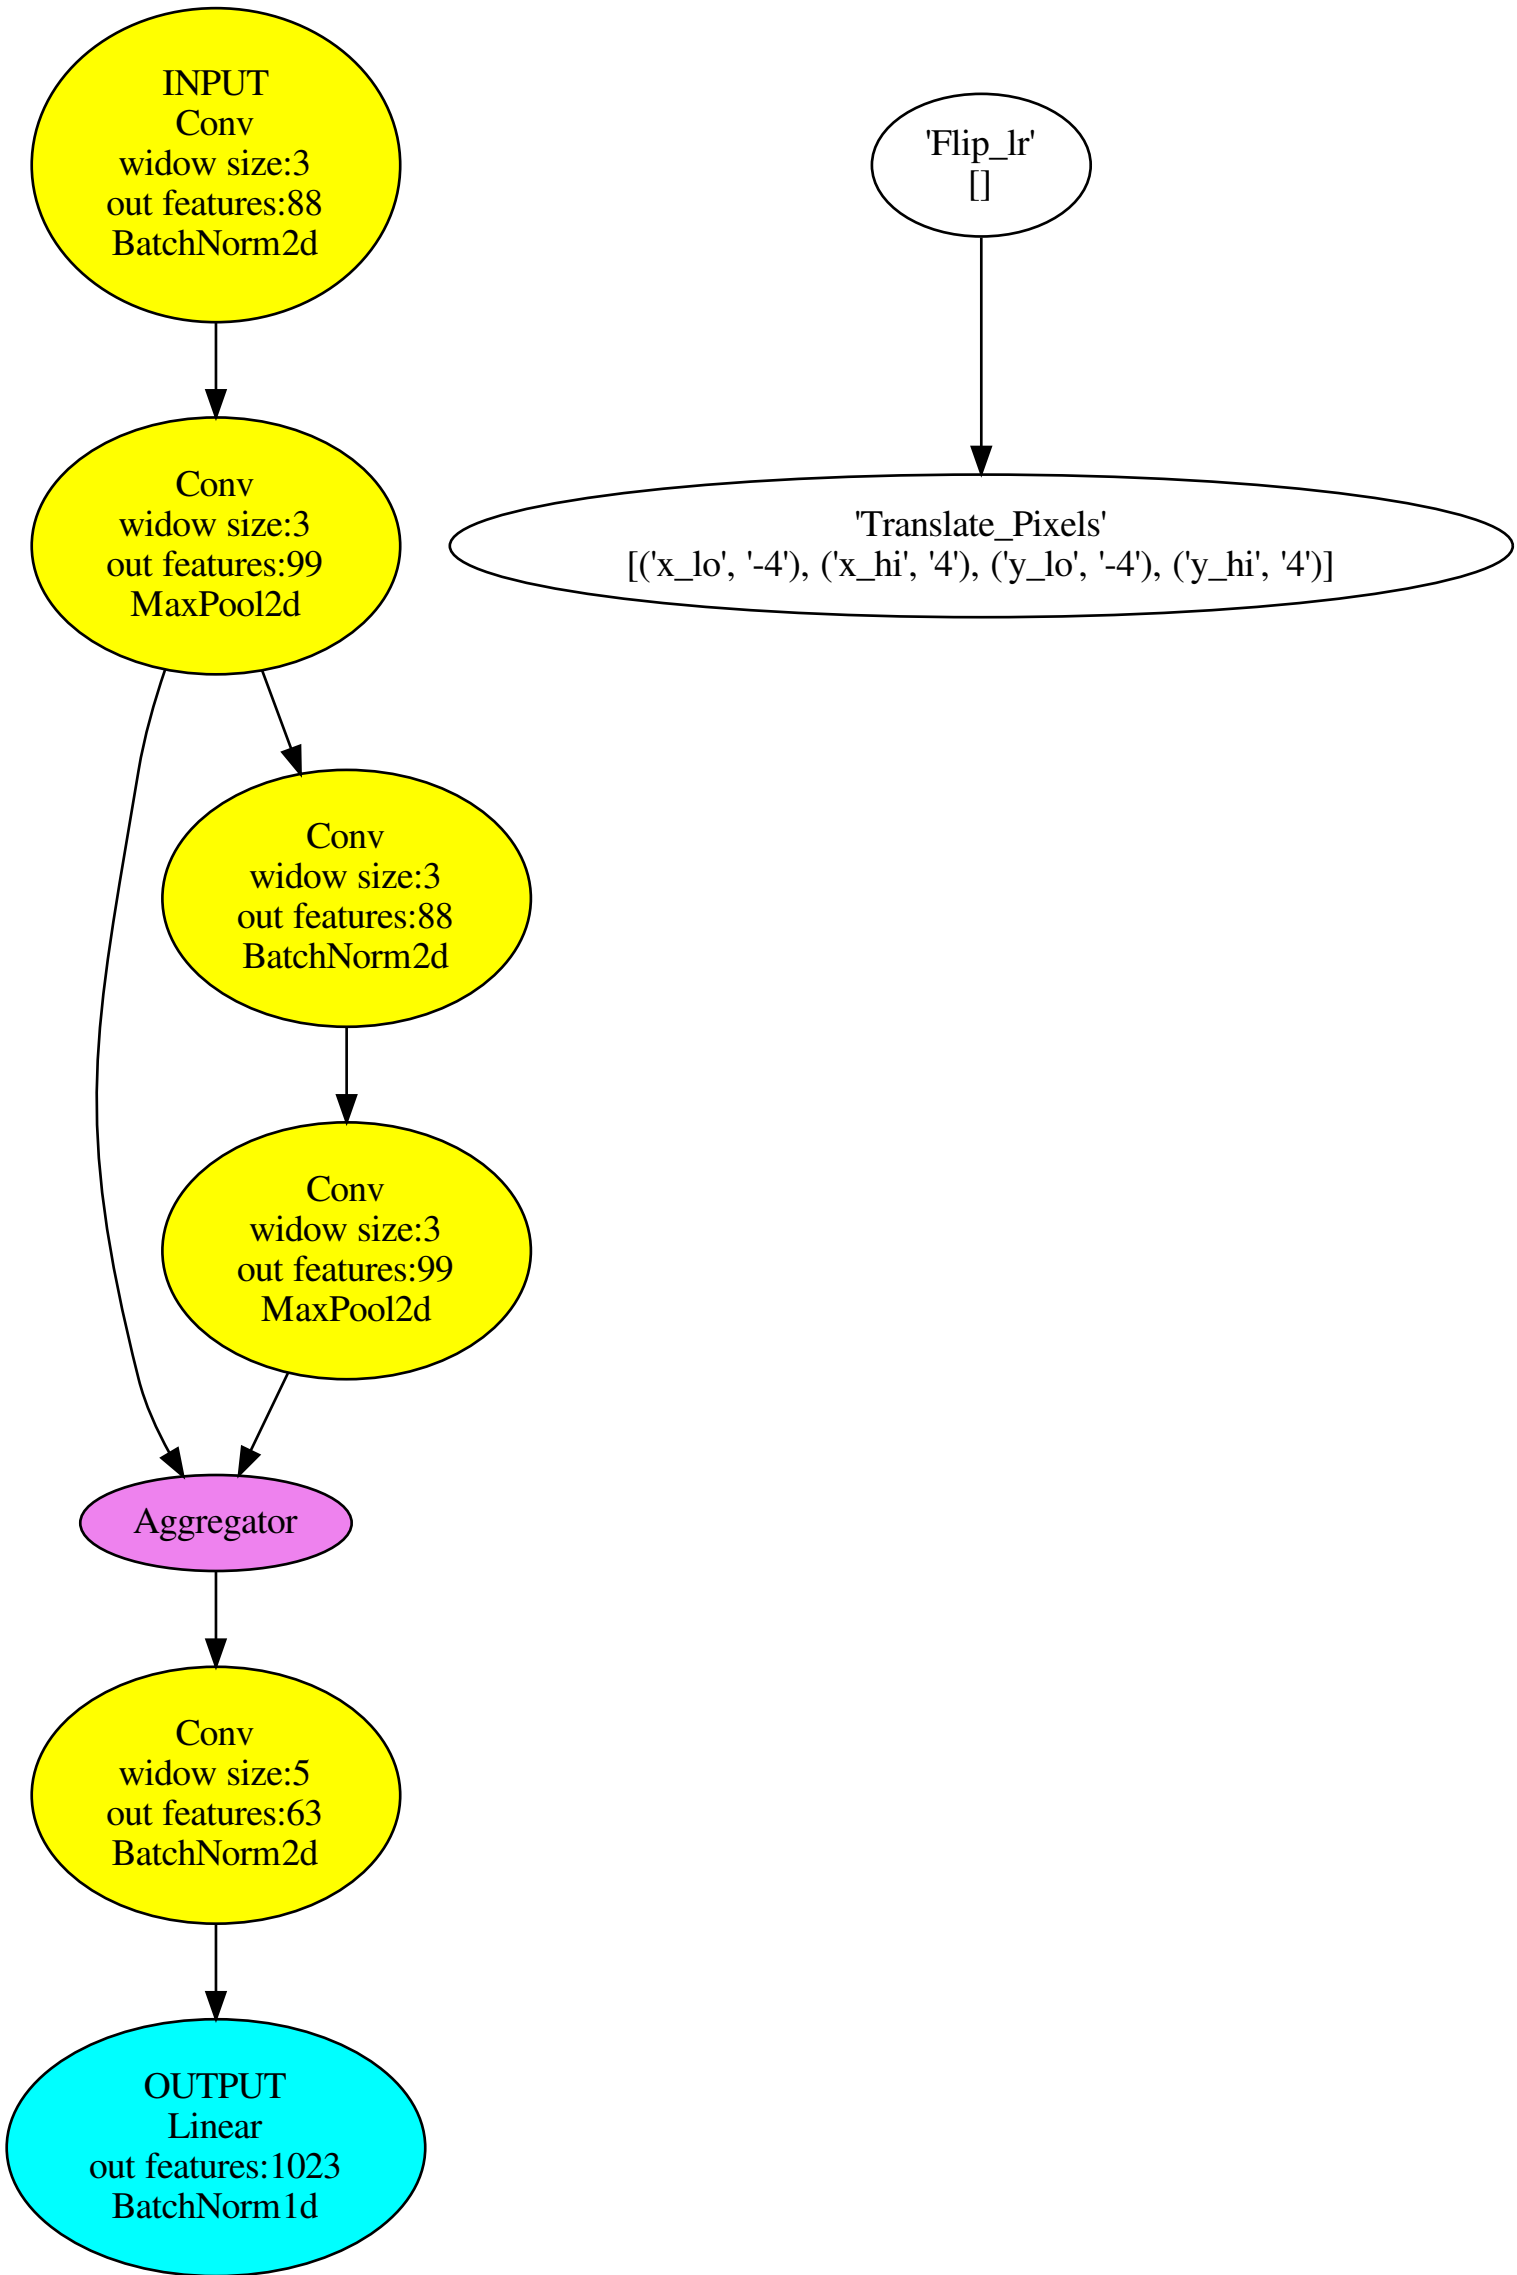 INPUT
Conv
widow size:3
out features:88
BatchNorm2d
'Flip_lr'
[]
Conv
widow size:3
out features:99
MaxPool2d
'Translate_Pixels'
[('x_lo', '-4'), ('x_hi', '4'), ('y_lo', '-4'), ('y_hi', '4')]
Conv
widow size:3
out features:88
BatchNorm2d
Conv
widow size:3
out features:99
MaxPool2d
Aggregator
Conv
widow size:5
out features:63
BatchNorm2d
OUTPUT
Linear
out features:1023
BatchNorm1d